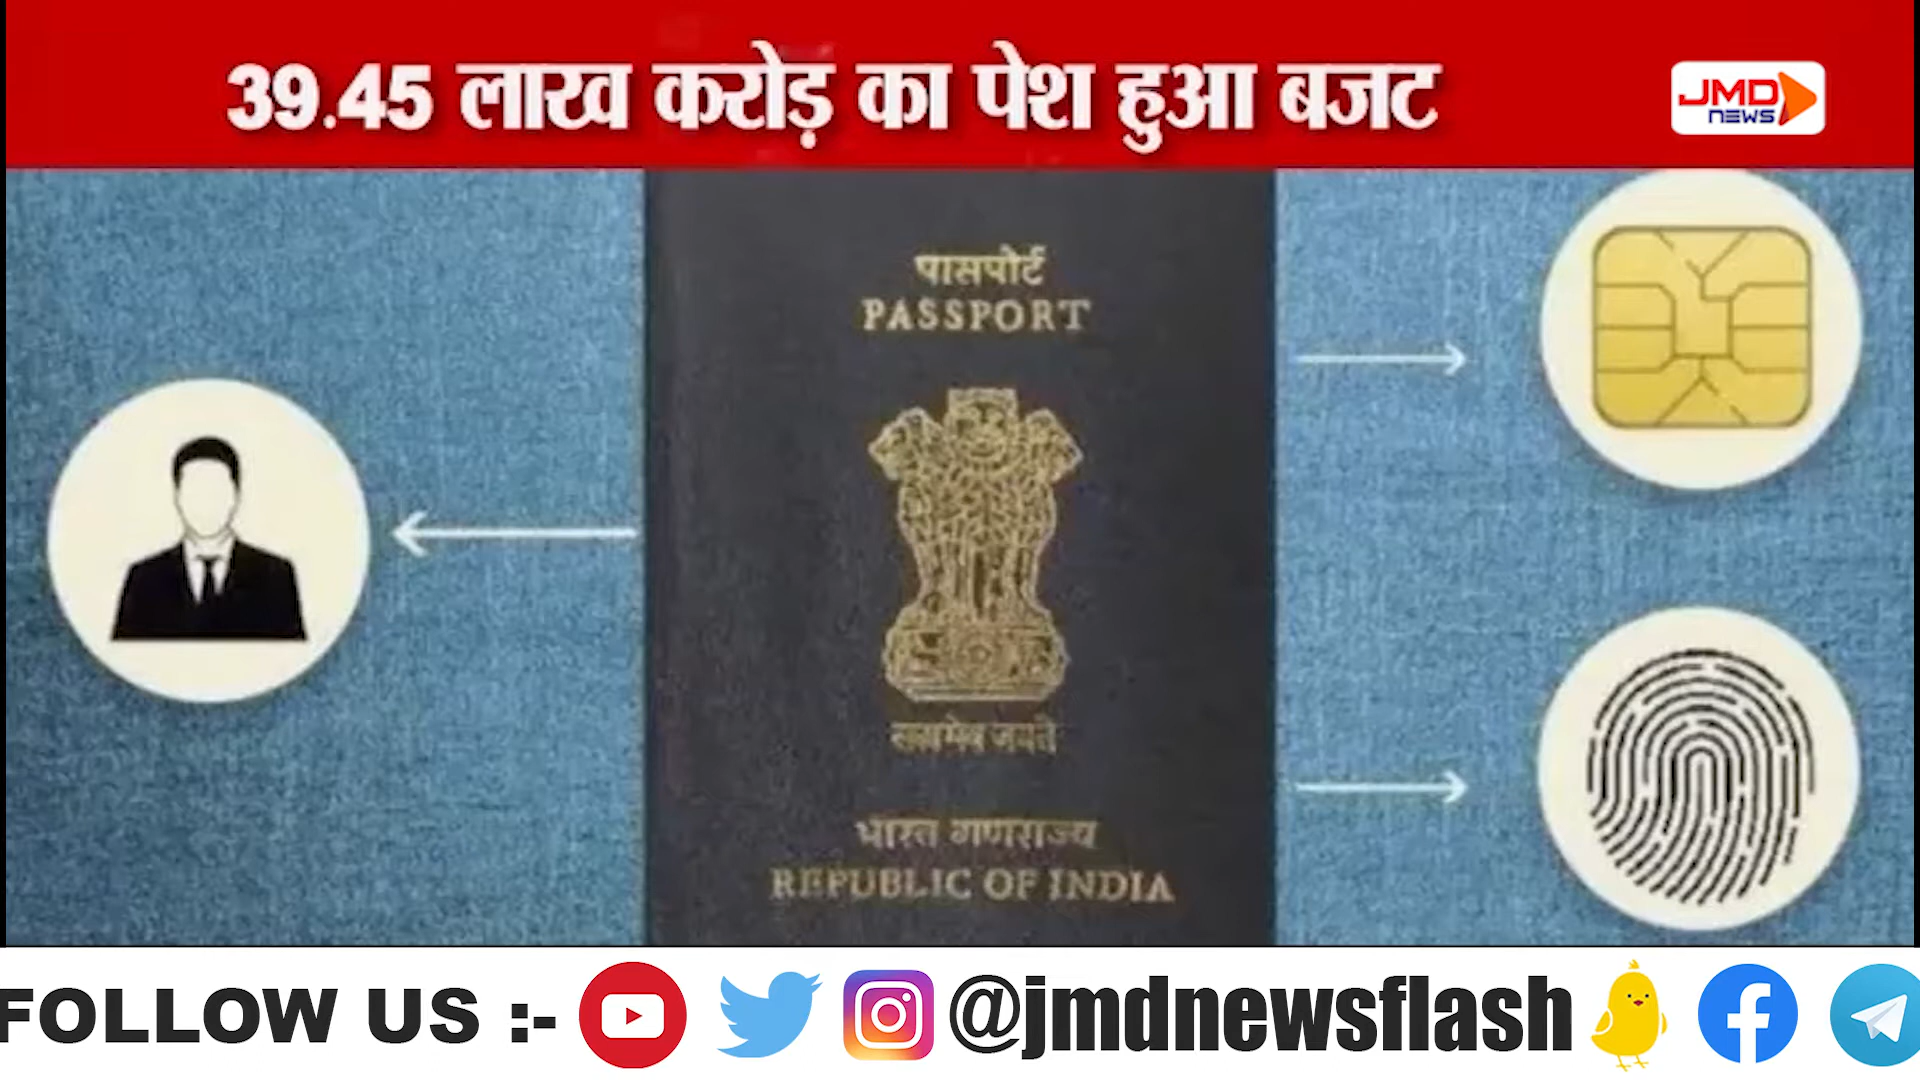 39.45 लाख करोड़ का पेश हुआ बजट
JMD
NEWS
पासपोर्ट
PASSPORT
सत्यमेव जयते
भारत गणराज्य
REPUBLIC OF INDIA
FOLLOW US :- @jmdnewsflash